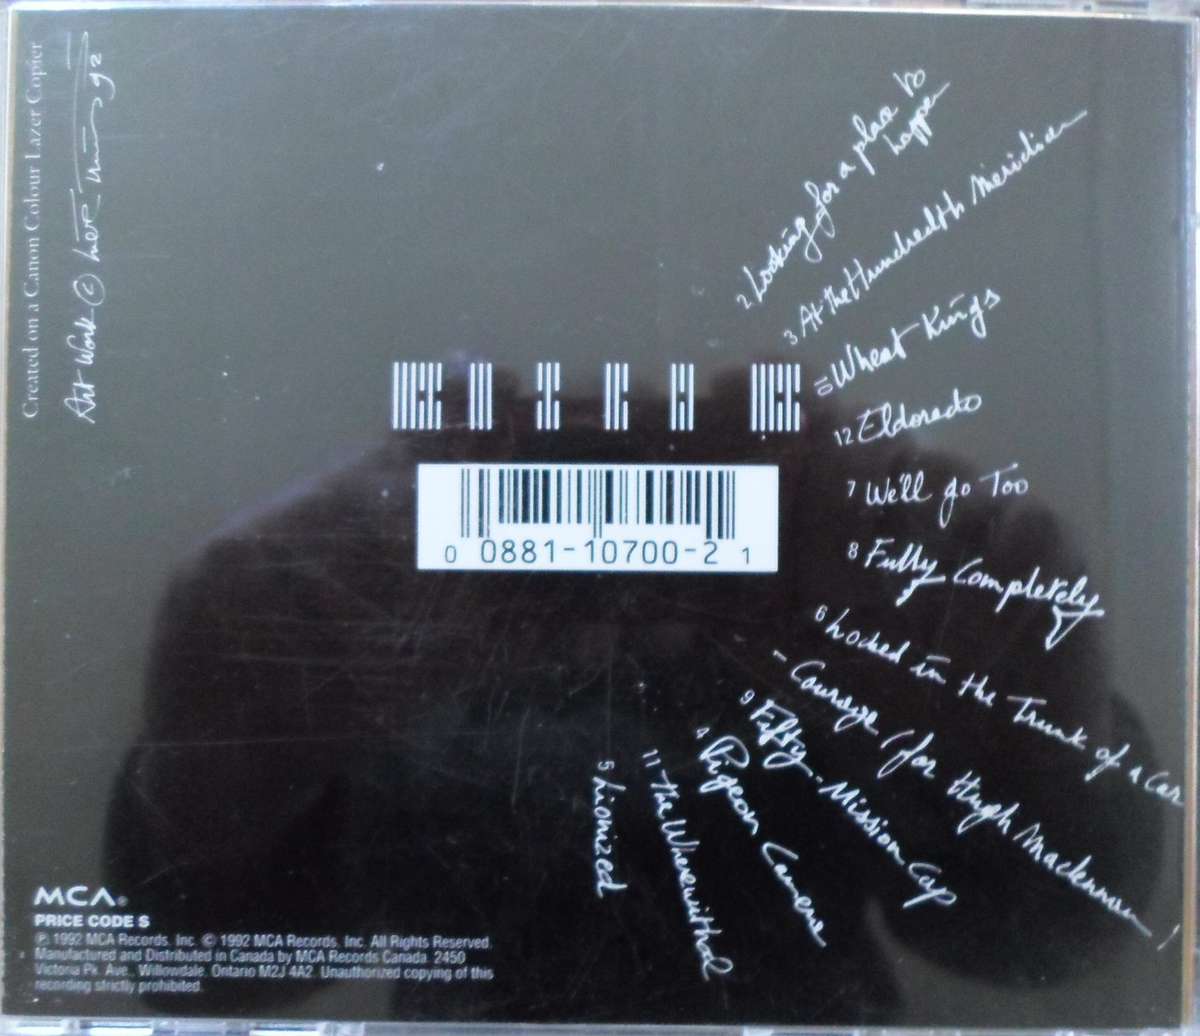 Created on a Canon Colour Lazer Copier
Art Work ©
92
2 Looking for a place to
happen
3 At the Hundredth Meridian
10 Wheat Kings
12 Eldorado
7 We'll go Too
8 Fully Completely
6 Locked in the Trunk of a Car
1 Courage (for Hugh Maclennan)
9 Fifty-Mission Cap
4 Pigeon Camera
11 The Wherewithal
5 Lionized
0 0881-10700-2 1
MCA®
PRICE CODE S
℗ 1992 MCA Records, Inc. © 1992 MCA Records, Inc. All Rights Reserved.
Manufactured and Distributed in Canada by MCA Records Canada, 2450
Victoria Pk. Ave., Willowdale, Ontario M2J 4A2. Unauthorized copying of this
recording strictly prohibited.